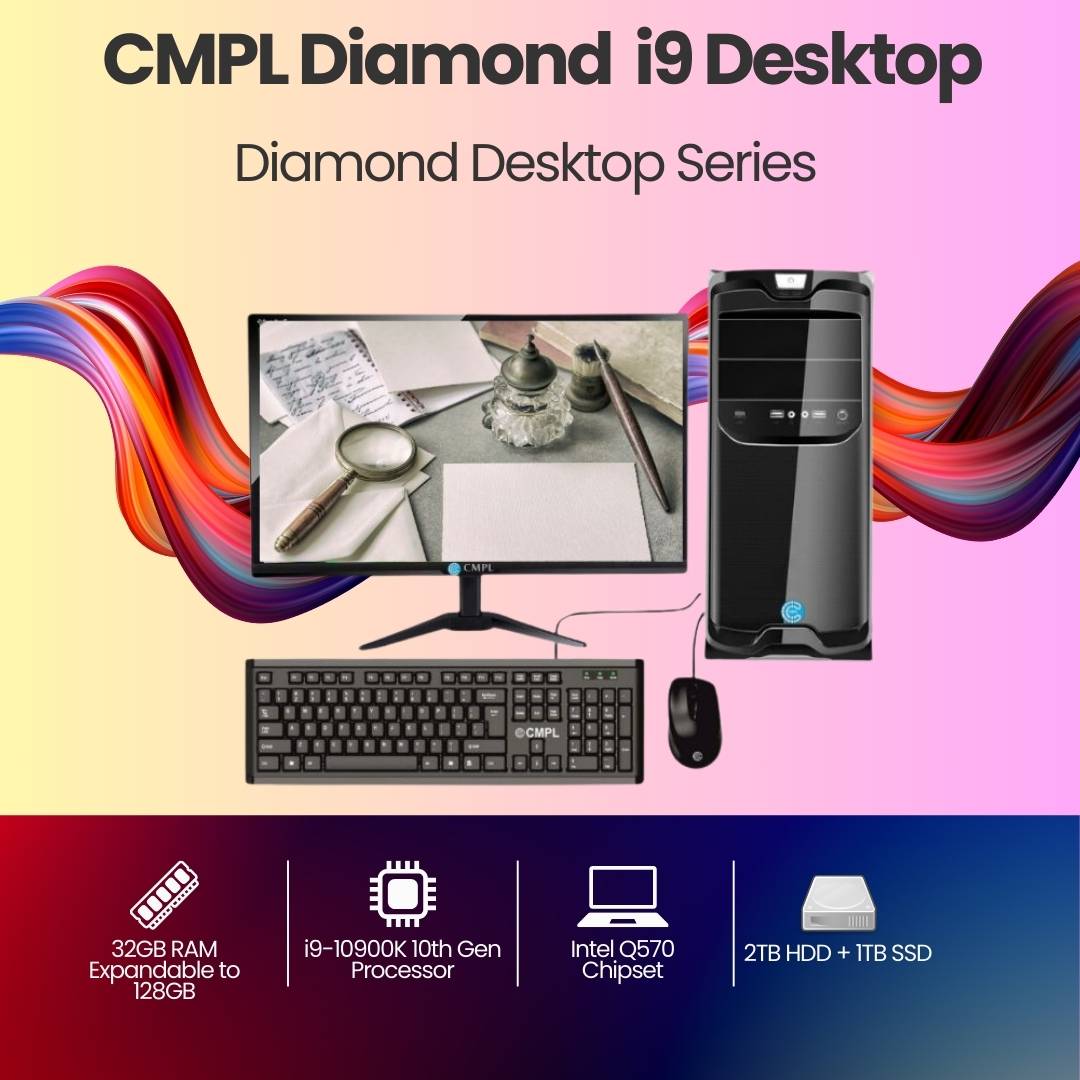 CMPL Diamond i9 Desktop
Diamond Desktop Series
CMPL
©CMPL
32GB RAM
Expandable to
128GB
i9-10900K 10th Gen
Processor
Intel Q570
Chipset
2TB HDD + 1TB SSD